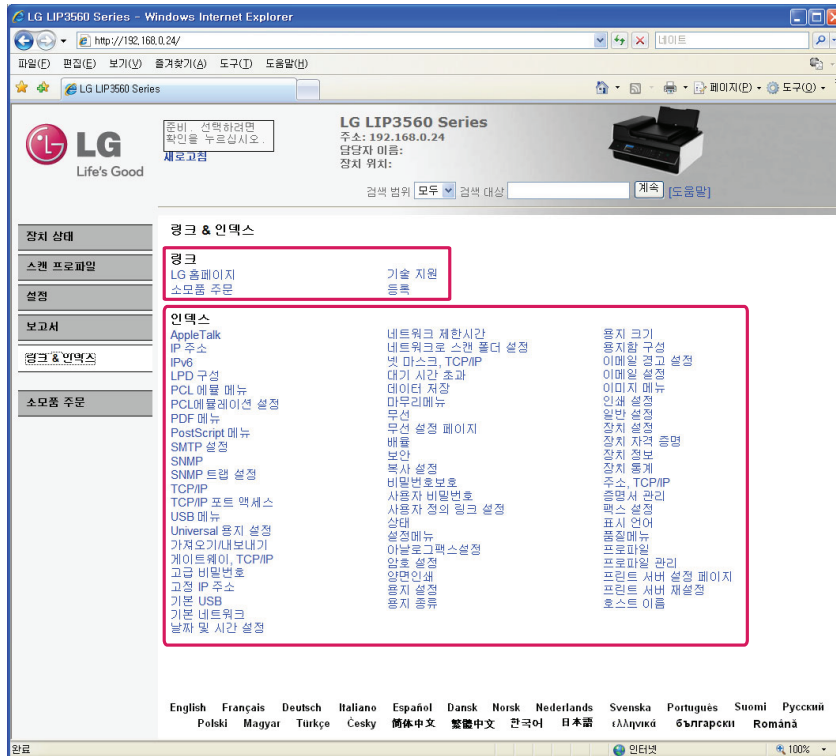 LG LIP3560 Series - Windows Internet Explorer
http://192,168,0,24/
네이트
파일(F) 편집(E) 보기(V) 즐겨찾기(A) 도구(T) 도움말(H)
LG LIP3560 Series
페이지(P) 도구(O)
LG
Life's Good
준비. 선택하려면
확인을 누르십시오.
새로고침
LG LIP3560 Series
주소: 192.168.0.24
담당자 이름:
장치 위치:
검색 범위 모두 검색 대상 계속 [도움말]
장치 상태
스캔 프로파일
설정
보고서
링크 & 인덱스
소모품 주문
링크 & 인덱스
링크
LG 홈페이지 기술 지원
소모품 주문 등록
인덱스
AppleTalk
IP 주소
IPv6
LPD 구성
PCL 에뮬 메뉴
PCL에뮬레이션 설정
PDF 메뉴
PostScript 메뉴
SMTP 설정
SNMP
SNMP 트랩 설정
TCP/IP
TCP/IP 포트 액세스
USB 메뉴
Universal 용지 설정
가져오기/내보내기
게이트웨이, TCP/IP
고급 비밀번호
고정 IP 주소
기본 USB
기본 네트워크
날짜 및 시간 설정
네트워크 제한시간
네트워크로 스캔 폴더 설정
넷 마스크, TCP/IP
대기 시간 초과
데이터 저장
마무리메뉴
무선
무선 설정 페이지
배율
보안
복사 설정
비밀번호보호
사용자 비밀번호
사용자 정의 링크 설정
상태
설정메뉴
아날로그팩스설정
암호 설정
양면인쇄
용지 설정
용지 종류
용지 크기
용지함 구성
이메일 경고 설정
이메일 설정
이미지 메뉴
인쇄 설정
일반 설정
장치 설정
장치 자격 증명
장치 정보
장치 통계
주소, TCP/IP
증명서 관리
팩스 설정
표시 언어
품질메뉴
프로파일
프로파일 관리
프린트 서버 설정 페이지
프린트 서버 재설정
호스트 이름
English Français Deutsch Italiano Español Dansk Norsk Nederlands Svenska Português Suomi Русский
Polski Magyar Türkçe Česky 简体中文 繁體中文 한국어 日本語 ελληνικά български Română
완료 인터넷 100%